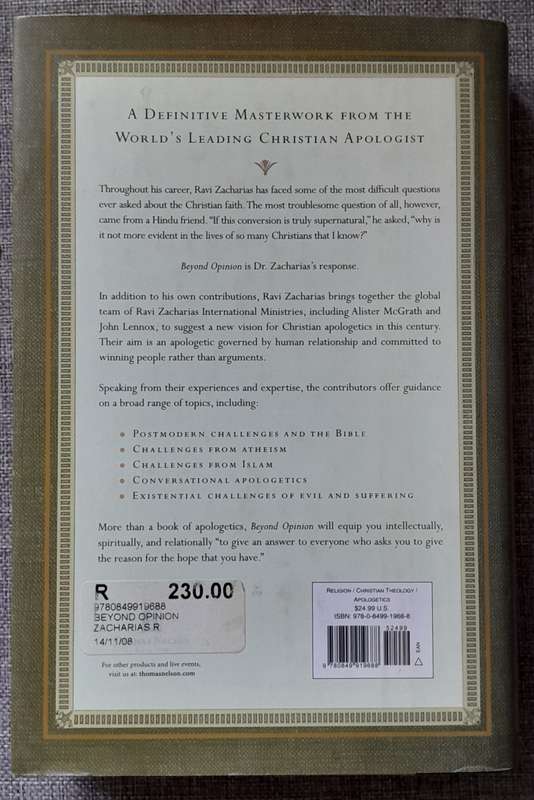 A Definitive Masterwork from the
World's Leading Christian Apologist
Throughout his career, Ravi Zacharias has faced some of the most difficult questions
ever asked about the Christian faith. The most troublesome question of all, however,
came from a Hindu friend. “If this conversion is truly supernatural,” he asked, “why is
it not more evident in the lives of so many Christians that I know?”
Beyond Opinion is Dr. Zacharias's response.
In addition to his own contributions, Ravi Zacharias brings together the global
team of Ravi Zacharias International Ministries, including Alister McGrath and
John Lennox, to suggest a new vision for Christian apologetics in this century.
Their aim is an apologetic governed by human relationship and committed to
winning people rather than arguments.
Speaking from their experiences and expertise, the contributors offer guidance
on a broad range of topics, including:
• Postmodern challenges and the Bible
• Challenges from atheism
• Challenges from Islam
• Conversational apologetics
• Existential challenges of evil and suffering
More than a book of apologetics, Beyond Opinion will equip you intellectually,
spiritually, and relationally “to give an answer to everyone who asks you to give
the reason for the hope that you have.”
R 230.00
9780849919688
BEYOND OPINION
ZACHARIAS R
14/11/08
For other products and live events,
visit us at: thomasnelson.com
Religion / Christian Theology /
Apologetics
$24.99 U.S.
ISBN: 978-0-8499-1968-8
52499
EAN
9 780849 919688